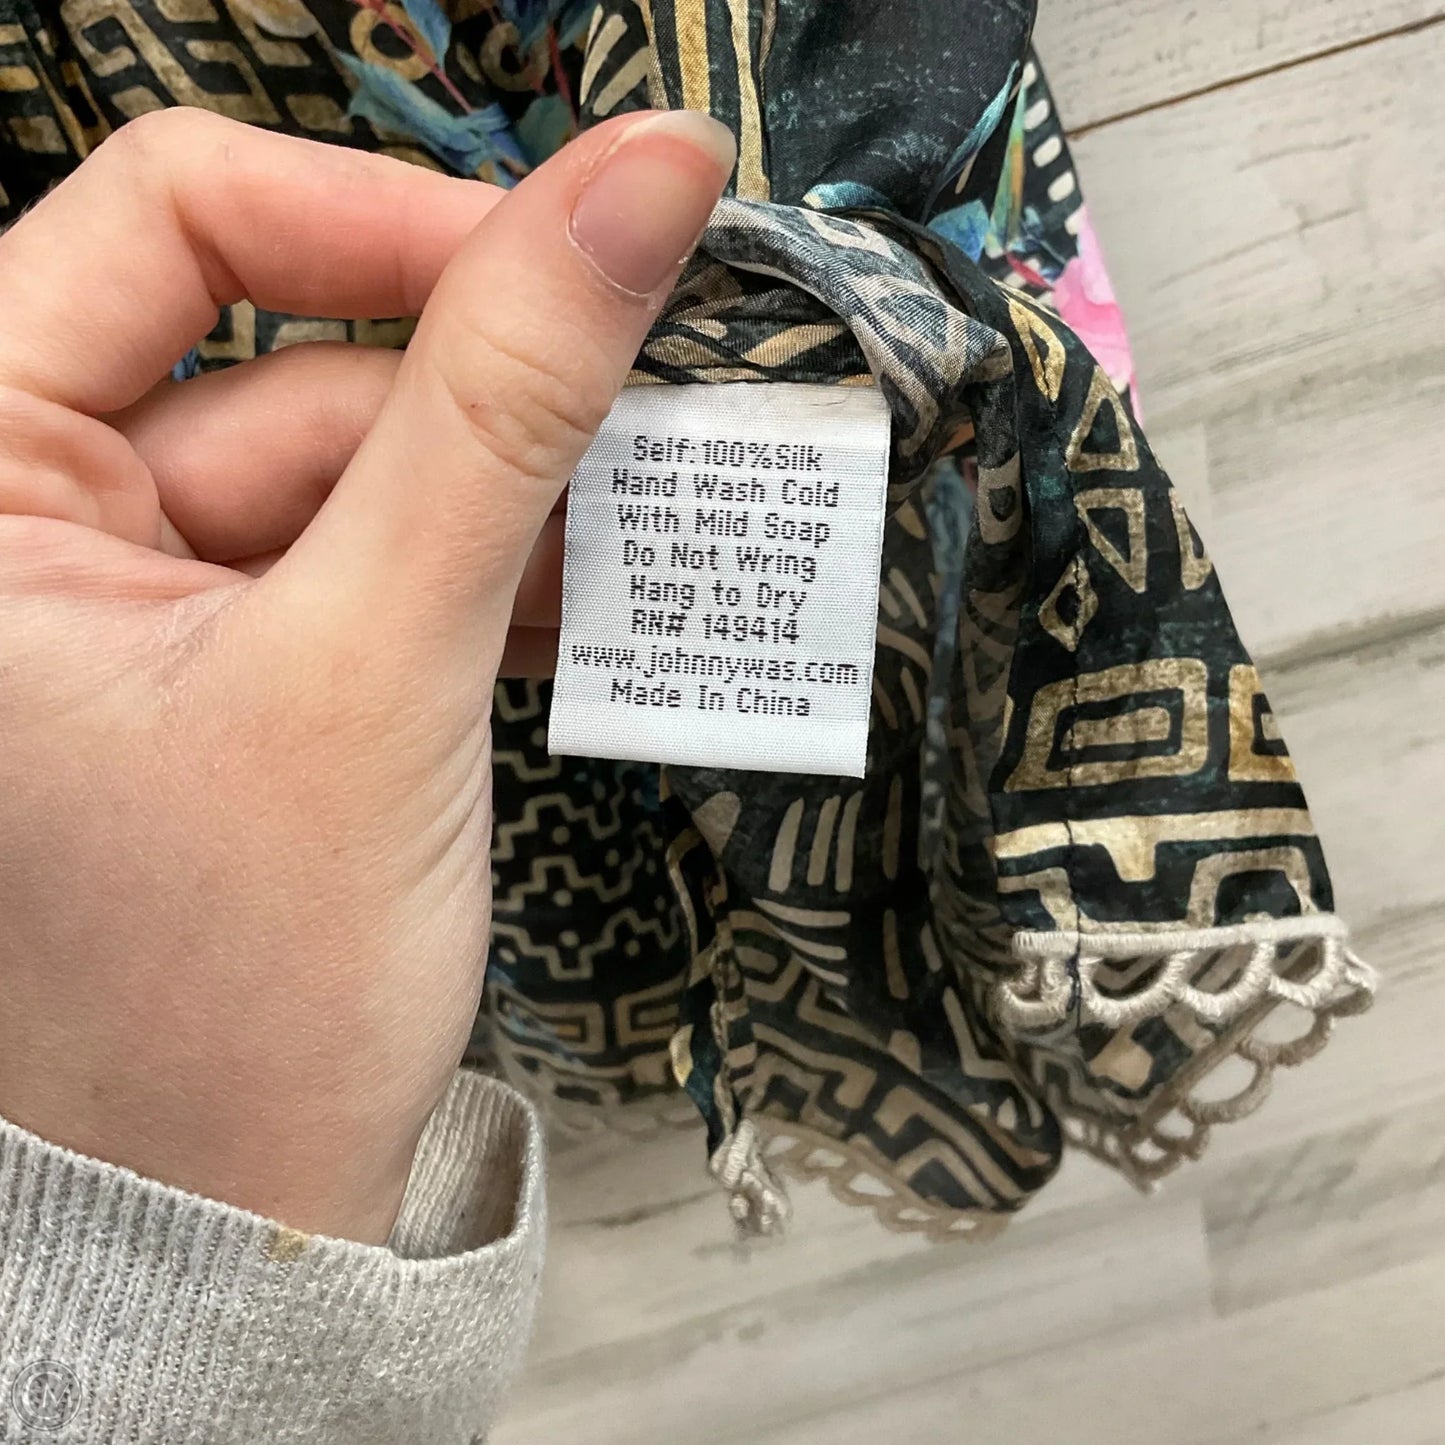 Self:100%Silk
Hand Wash Cold
With Mild Soap
Do Not Wring
Hang to Dry
RN# 149414
www.johnnywas.com
Made In China
CM